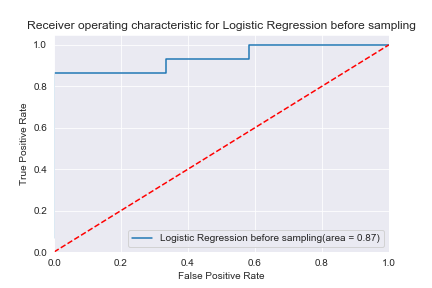 Receiver operating characteristic for Logistic Regression before sampling
1.0
0.8
0.6
0.4
0.2
0.0
True Positive Rate
Logistic Regression before sampling(area = 0.87)
0.0 0.2 0.4 0.6 0.8 1.0
False Positive Rate